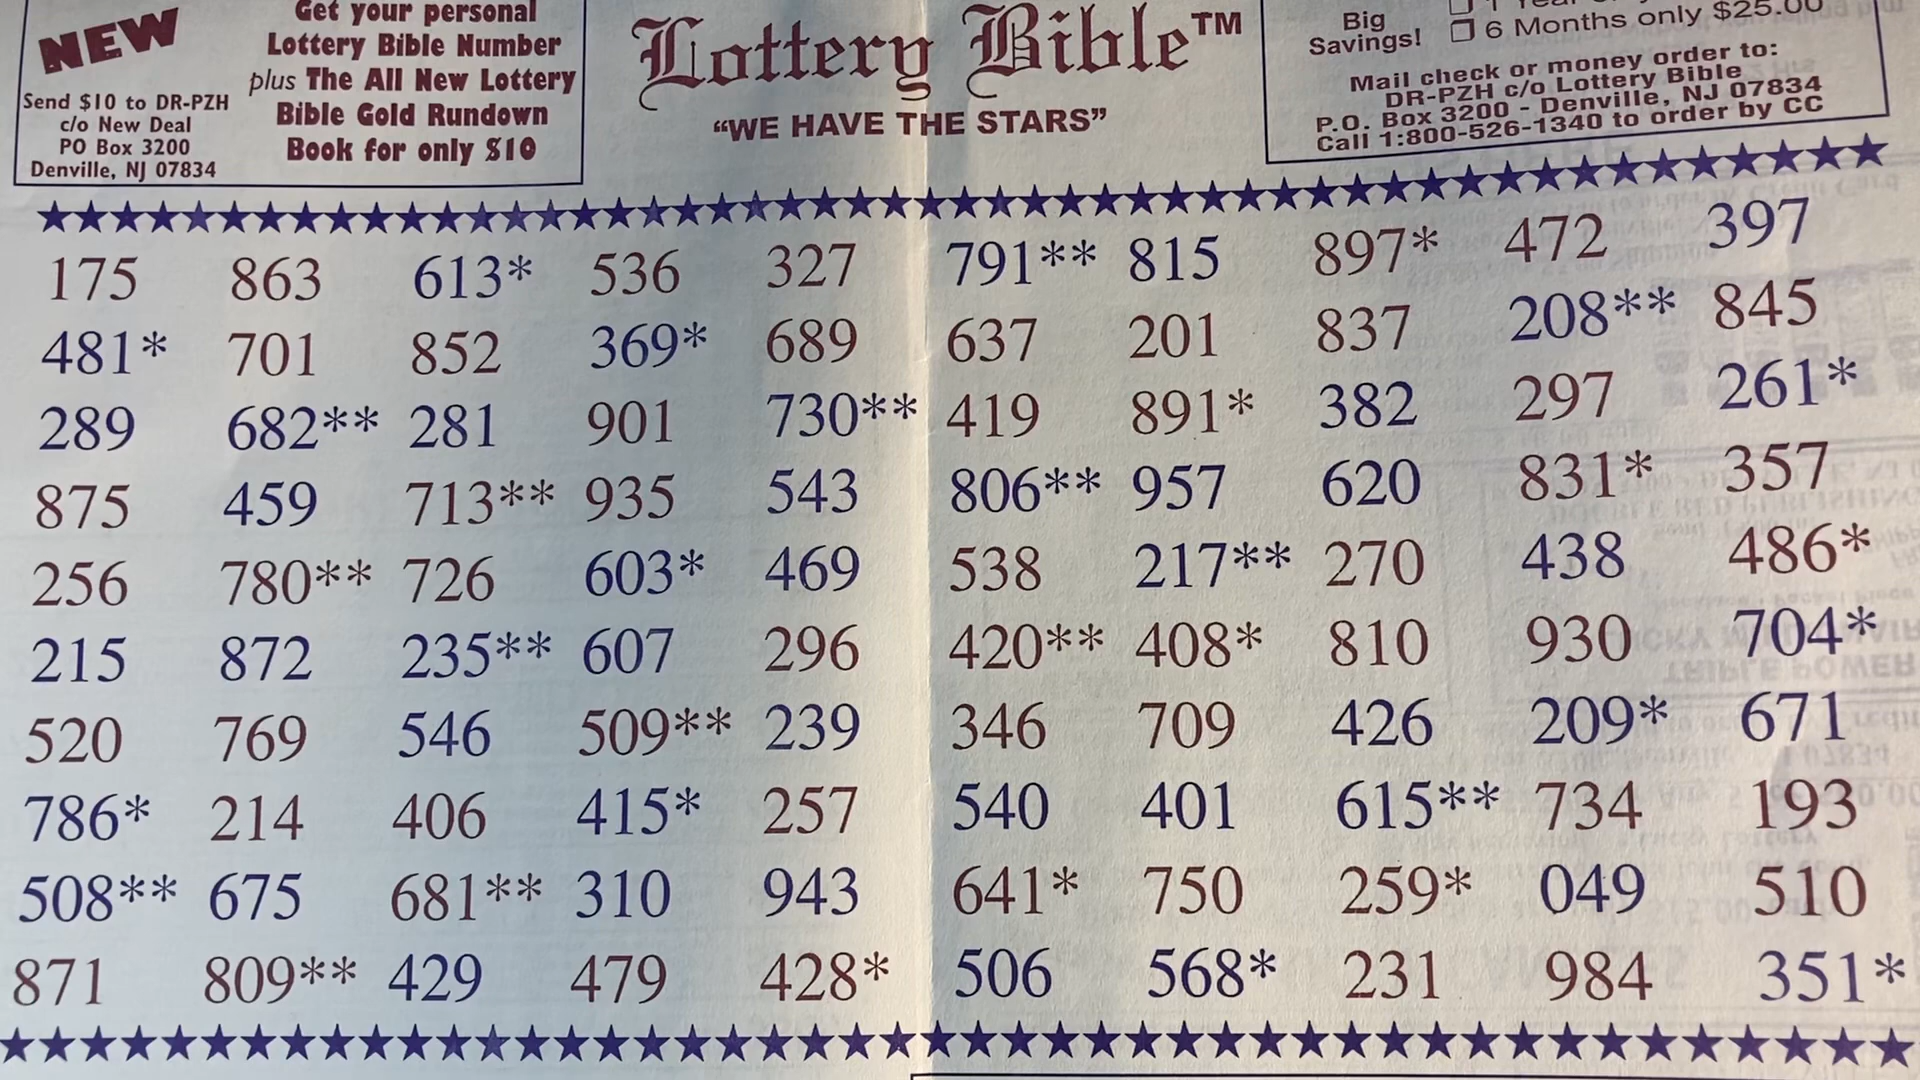 NEW
Send $10 to DR-PZH
c/o New Deal
PO Box 3200
Denville, NJ 07834
Get your personal
Lottery Bible Number
plus The All New Lottery
Bible Gold Rundown
Book for only $10
Lottery Bible™
“WE HAVE THE STARS”
Big
Savings!
6 Months only $25.00
Mail check or money order to:
DR-PZH c/o Lottery Bible
P.O. Box 3200 - Denville, NJ 07834
Call 1:800-526-1340 to order by CC
175 863 613* 536 327 791** 815 897* 472 397
481* 701 852 369* 689 637 201 837 208** 845
289 682** 281 901 730** 419 891* 382 297 261*
875 459 713** 935 543 806** 957 620 831* 357
256 780** 726 603* 469 538 217** 270 438 486*
215 872 235** 607 296 420** 408* 810 930 704*
520 769 546 509** 239 346 709 426 209* 671
786* 214 406 415* 257 540 401 615** 734 193
508** 675 681** 310 943 641* 750 259* 049 510
871 809** 429 479 428* 506 568* 231 984 351*